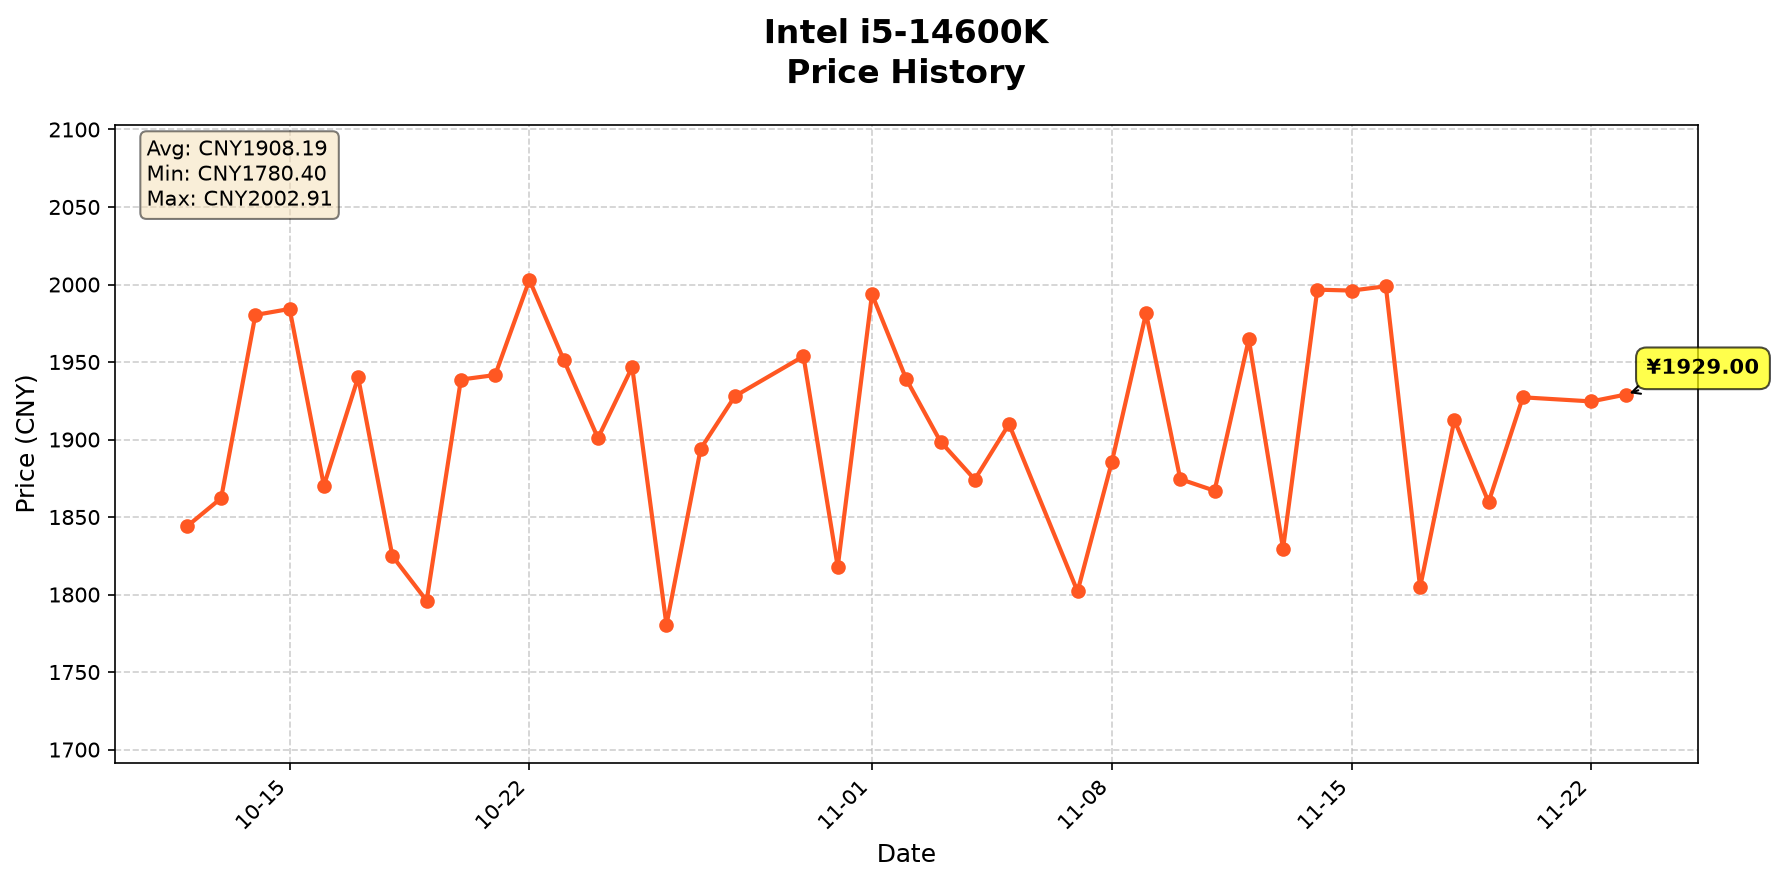 Intel i5-14600K
Price History
Avg: CNY1908.19
Min: CNY1780.40
Max: CNY2002.91
2100
2050
2000
1950
1900
1850
1800
1750
1700
Price (CNY)
¥1929.00
10-15
10-22
11-01
11-08
11-15
11-22
Date